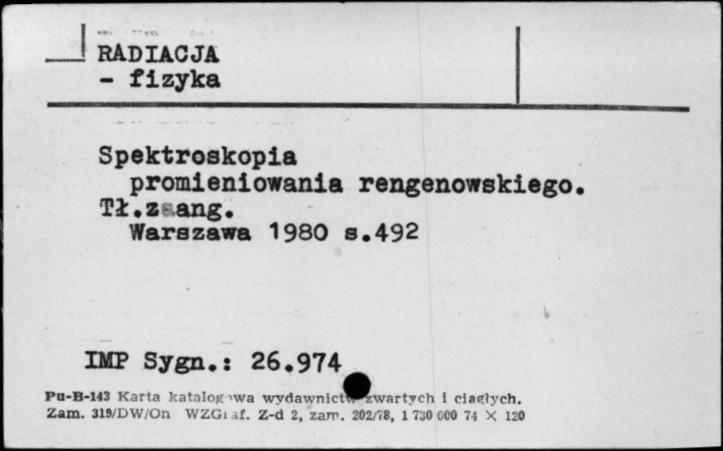 RADIACJA
- fizyka
Spektroskopia
promieniowania rengenowskiego.
Tł.z ang.
Warszawa 1980 s.492
IMP Sygn.: 26.974
Pu-B-143 Karta katalogowa wydawnictw zwartych i ciągłych.
Zam. 319/DW/On WZGraf. Z-d 2, zam. 202/78, 1 730 000 74 X 120